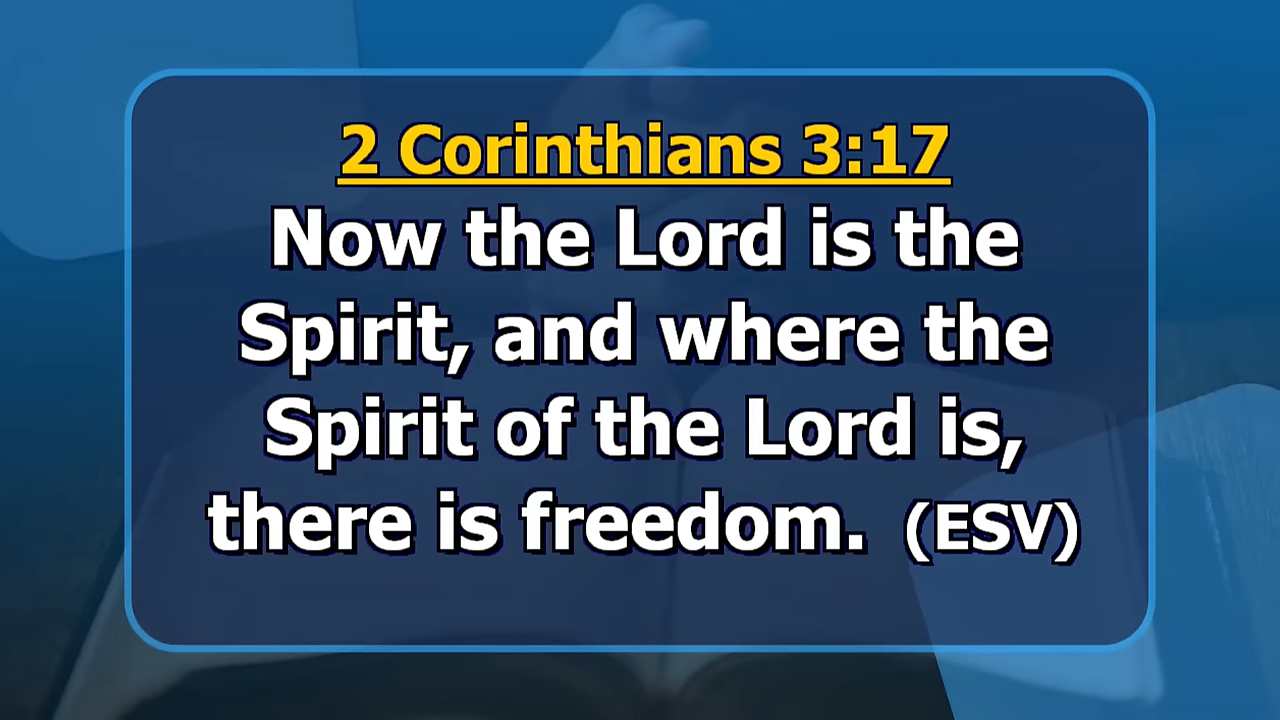 2 Corinthians 3:17
Now the Lord is the
Spirit, and where the
Spirit of the Lord is,
there is freedom. (ESV)